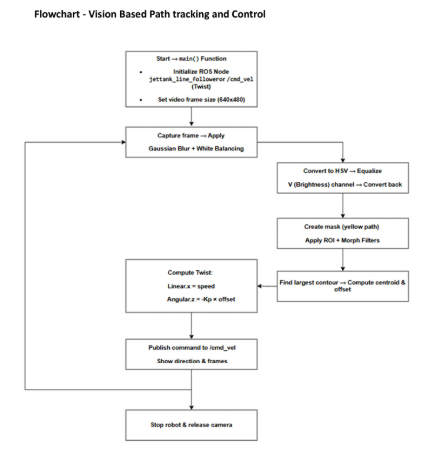 Flowchart - Vision Based Path tracking and Control
Start → main() Function
• Initialize ROS Node
jettank_line_followeror /cmd_vel
(Twist)
• Set video frame size (640x480)
Capture frame → Apply
Gaussian Blur + White Balancing
Convert to HSV → Equalize
V (Brightness) channel → Convert back
Create mask (yellow path)
Apply ROI + Morph Filters
Find largest contour → Compute centroid &
offset
Compute Twist:
Linear.x = speed
Angular.z = -Kp × offset
Publish command to /cmd_vel
Show direction & frames
Stop robot & release camera